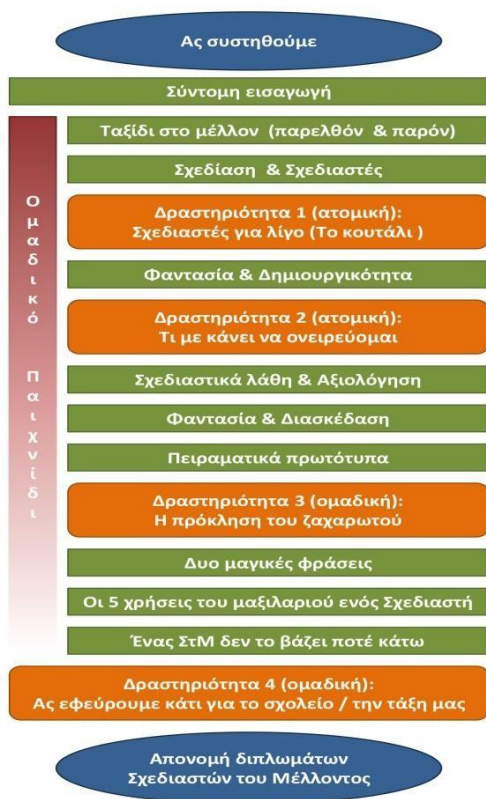 Ας συστηθούμε
Σύντομη εισαγωγή
Ομαδικό Παιχνίδι
Ταξίδι στο μέλλον (παρελθόν & παρόν)
Σχεδίαση & Σχεδιαστές
Δραστηριότητα 1 (ατομική):
Σχεδιαστές για λίγο (Το κουτάλι )
Φαντασία & Δημιουργικότητα
Δραστηριότητα 2 (ατομική):
Τι με κάνει να ονειρεύομαι
Σχεδιαστικά λάθη & Αξιολόγηση
Φαντασία & Διασκέδαση
Πειραματικά πρωτότυπα
Δραστηριότητα 3 (ομαδική):
Η πρόκληση του ζαχαρωτού
Δυο μαγικές φράσεις
Οι 5 χρήσεις του μαξιλαριού ενός Σχεδιαστή
Ένας ΣτΜ δεν το βάζει ποτέ κάτω
Δραστηριότητα 4 (ομαδική):
Ας εφεύρουμε κάτι για το σχολείο / την τάξη μας
Απονομή διπλωμάτων
Σχεδιαστών του Μέλλοντος